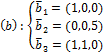 (b): { b̅₁ = (1,0,0)
b̅₂ = (0,0,5)
b̅₃ = (1,1,0)